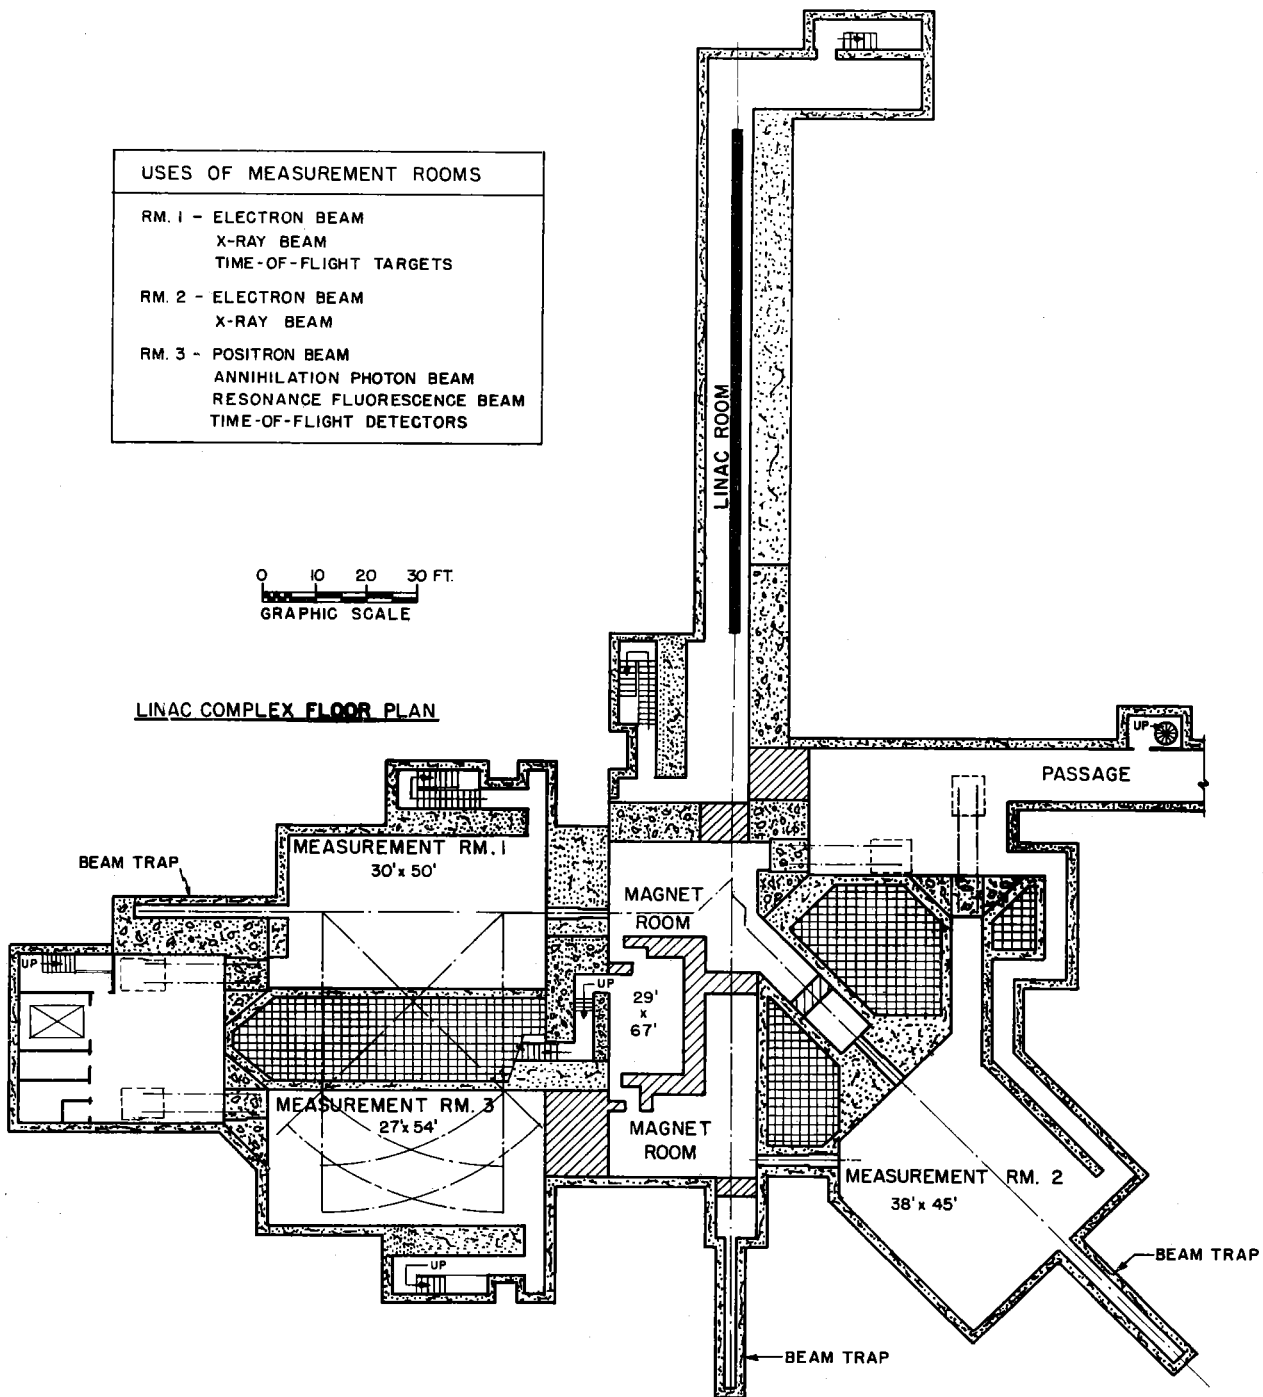 USES OF MEASUREMENT ROOMS
RM. 1 - ELECTRON BEAM
X-RAY BEAM
TIME-OF-FLIGHT TARGETS
RM. 2 - ELECTRON BEAM
X-RAY BEAM
RM. 3 - POSITRON BEAM
ANNIHILATION PHOTON BEAM
RESONANCE FLUORESCENCE BEAM
TIME-OF-FLIGHT DETECTORS
LINAC ROOM
0 10 20 30 FT.
GRAPHIC SCALE
LINAC COMPLEX FLOOR PLAN
UP
PASSAGE
MEASUREMENT RM. 1
30' x 50'
BEAM TRAP
MAGNET
ROOM
UP
UP
29'
x
67'
MEASUREMENT RM. 3
27' x 54'
MAGNET
ROOM
MEASUREMENT RM. 2
38' x 45'
UP
BEAM TRAP
BEAM TRAP